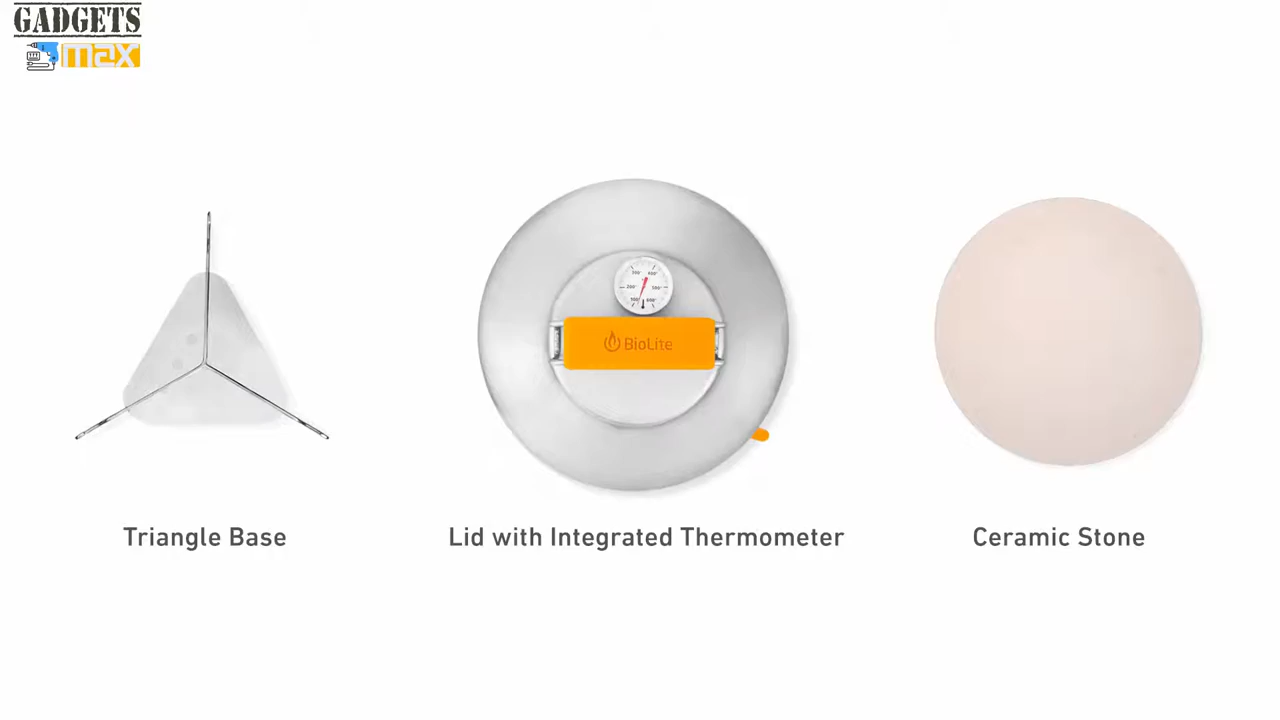 GADGETS
max
BioLite
Triangle Base
Lid with Integrated Thermometer
Ceramic Stone